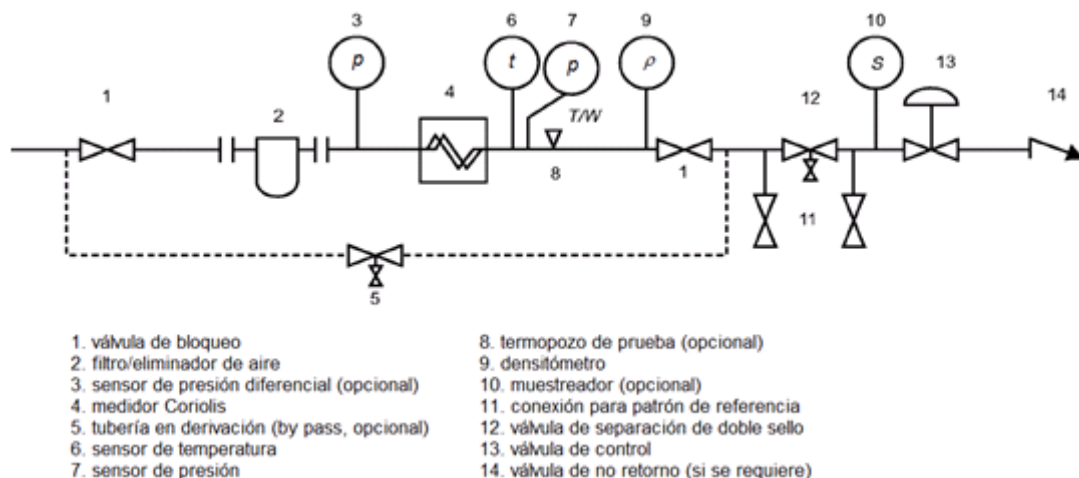 3
6
7
9
10
p
t
p
ρ
S
13
1
2
4
T/W
12
14
8
1
11
5
1. válvula de bloqueo
2. filtro/eliminador de aire
3. sensor de presión diferencial (opcional)
4. medidor Coriolis
5. tubería en derivación (by pass, opcional)
6. sensor de temperatura
7. sensor de presión
8. termopozo de prueba (opcional)
9. densitómetro
10. muestreador (opcional)
11. conexión para patrón de referencia
12. válvula de separación de doble sello
13. válvula de control
14. válvula de no retorno (si se requiere)